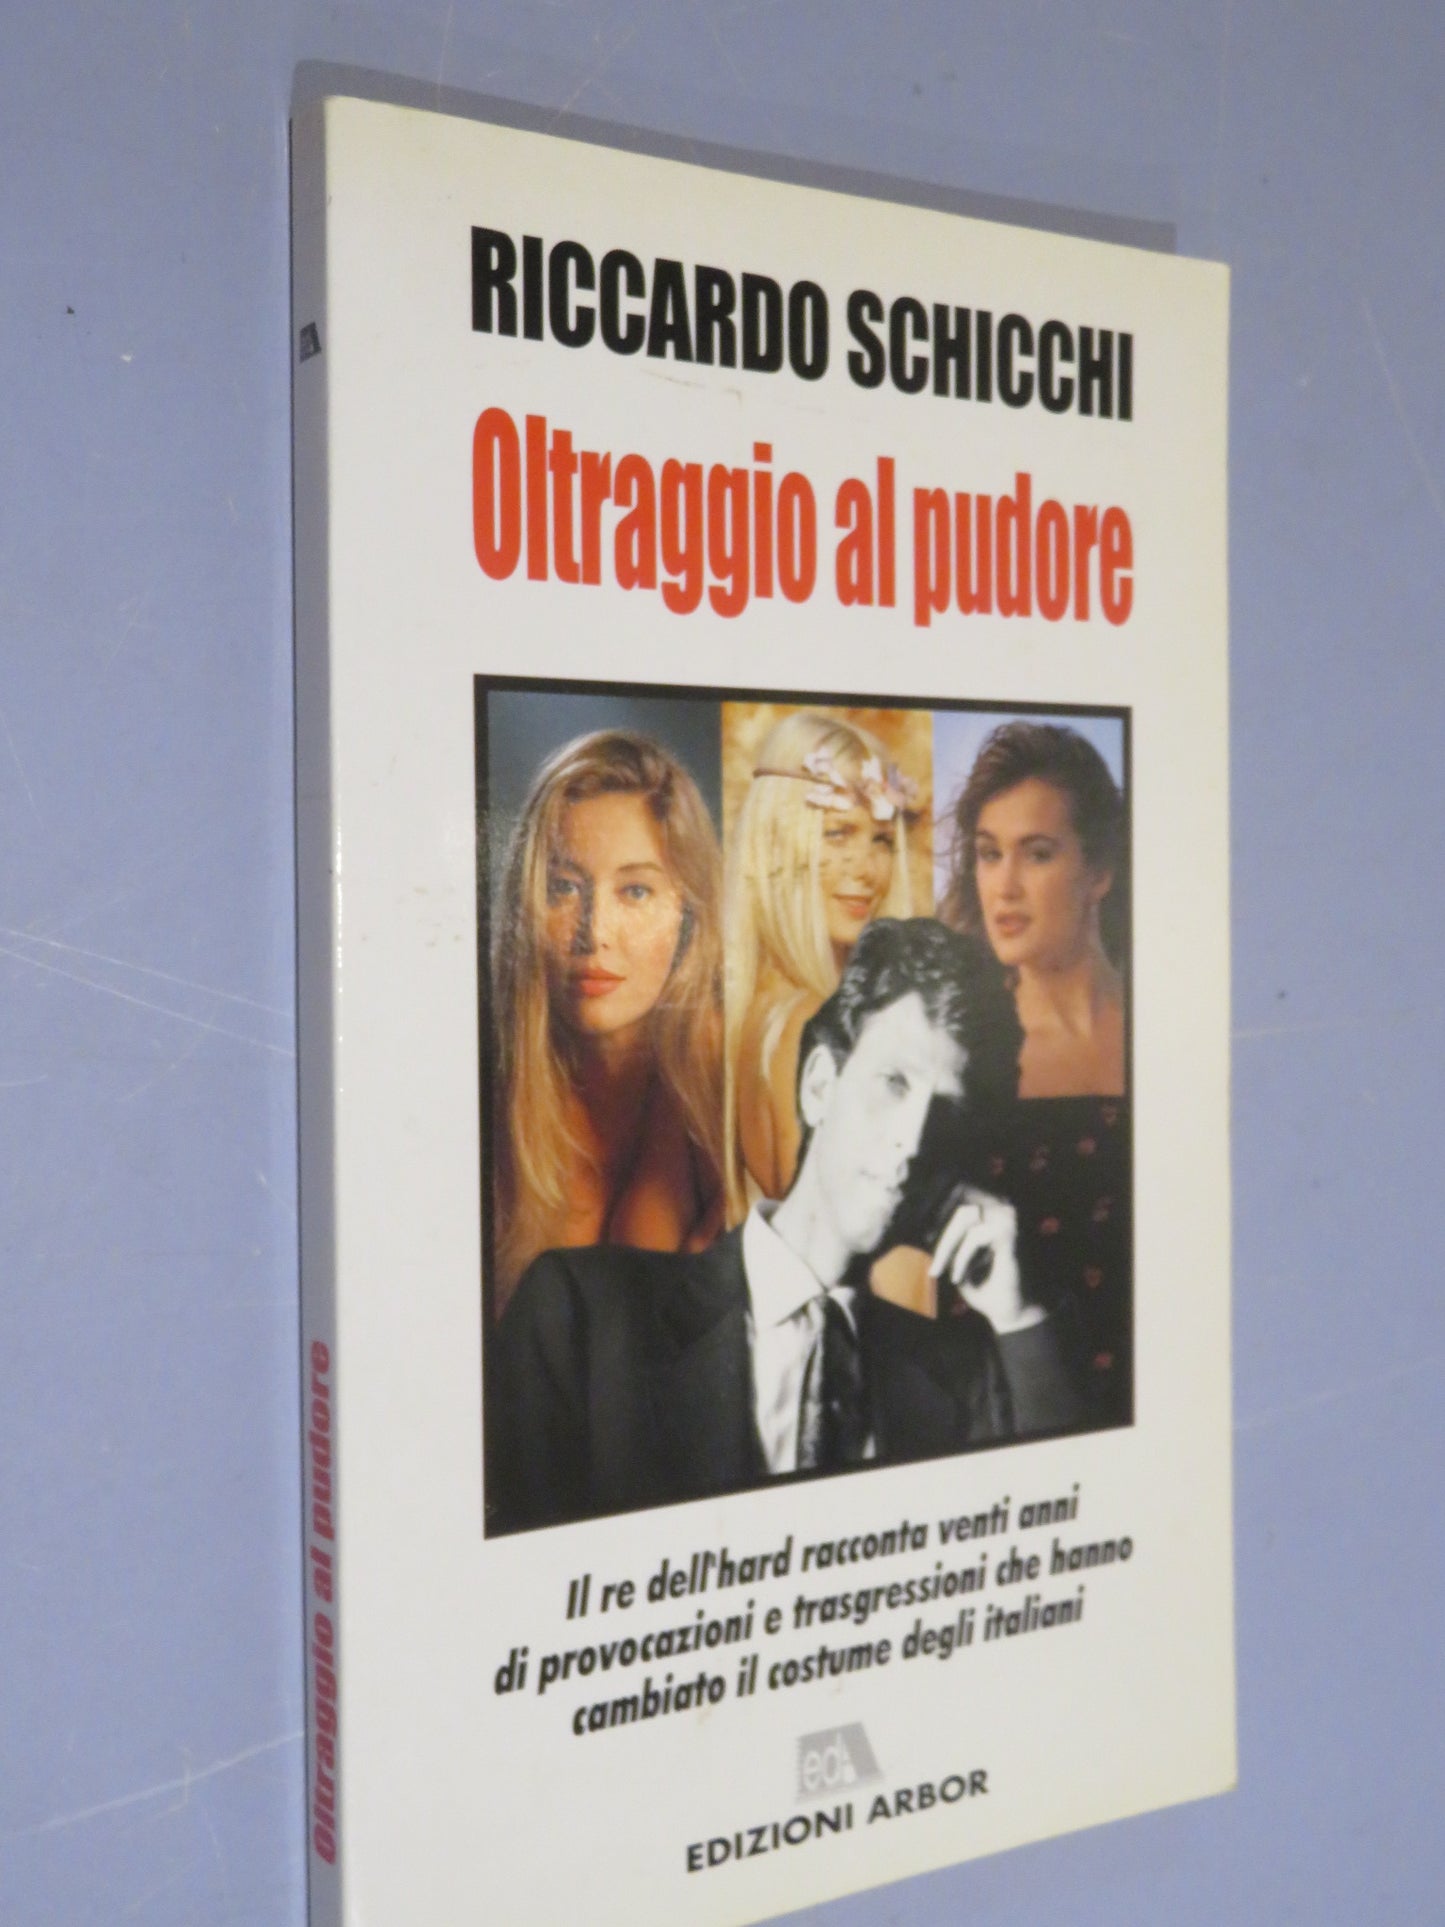 RICCARDO SCHICCHI
Oltraggio al pudore
Il re dell'hard racconta venti anni
di provocazioni e trasgressioni che hanno
cambiato il costume degli italiani
edA
EDIZIONI ARBOR
Oltraggio al pudore